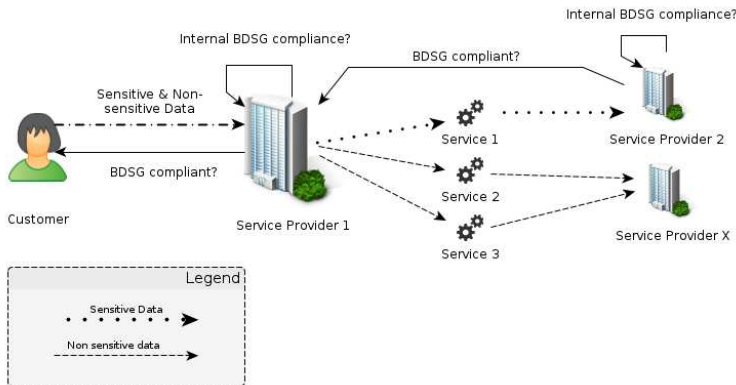 Internal BDSG compliance?
Internal BDSG compliance?
BDSG compliant?
Sensitive & Non-
sensitive Data
Service 1
Service Provider 2
BDSG compliant?
Service 2
Customer
Service Provider 1
Service 3
Service Provider X
Legend
Sensitive Data
Non sensitive data